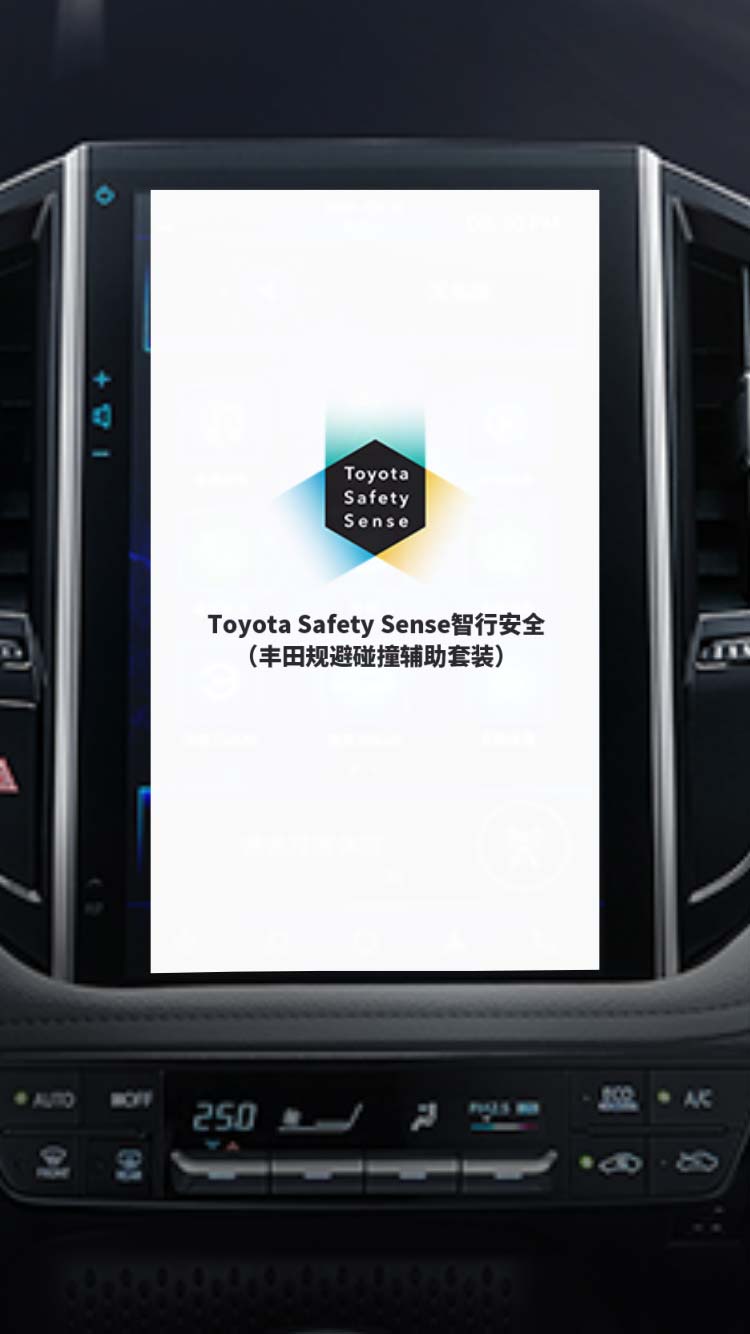 Toyota
Safety
Sense
Toyota Safety Sense智行安全
（丰田规避碰撞辅助套装）
AUTO
OFF
25.0
PM2.5
ECO
A/C
FRONT
REAR